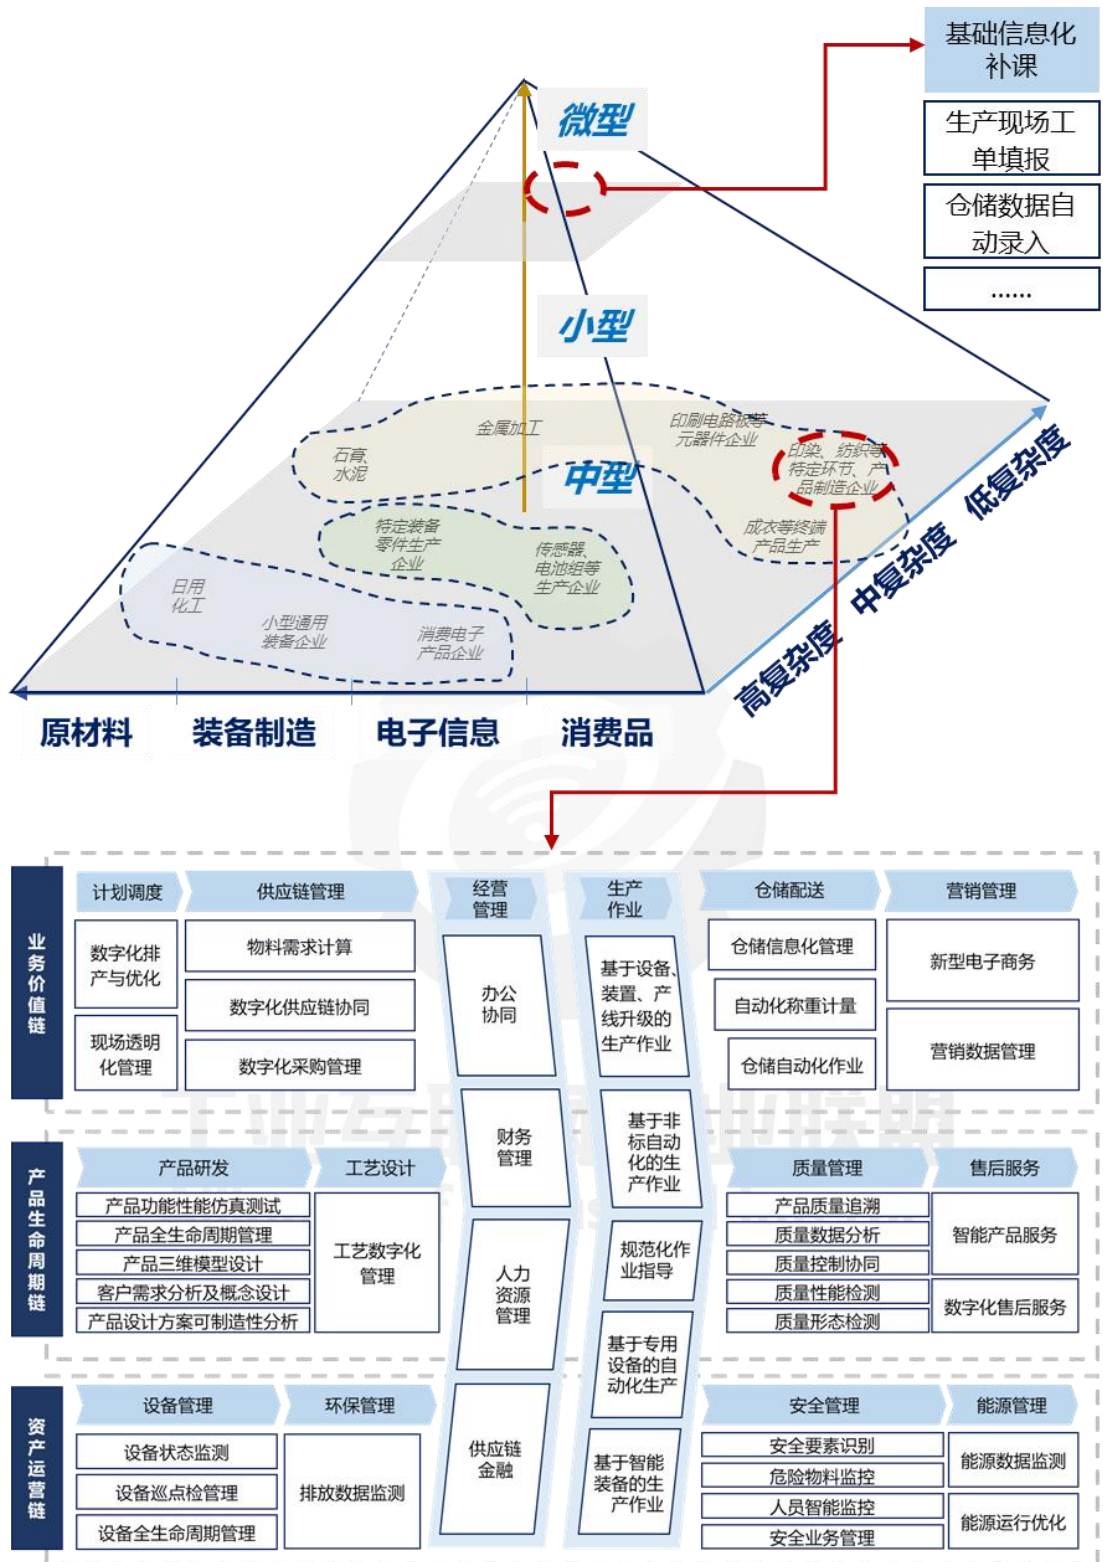 基础信息化
补课
生产现场工
单填报
仓储数据自
动录入
......
微型
小型
中型
金属加工
石膏、
水泥
印刷电路板等
元器件企业
印染、纺织等
特定环节、产
品制造企业
成衣等终端
产品生产
特定装备
零件生产
企业
传感器、
电池组等
生产企业
日用
化工
小型通用
装备企业
消费电子
产品企业
低复杂度
中复杂度
高复杂度
原材料
装备制造
电子信息
消费品
业务价值链
计划调度
数字化排
产与优化
现场透明
化管理
供应链管理
物料需求计算
数字化供应链协同
数字化采购管理
经营
管理
办公
协同
财务
管理
人力
资源
管理
供应链
金融
生产
作业
基于设备、
装置、产
线升级的
生产作业
基于非
标自动
化的生
产作业
规范化作
业指导
基于专用
设备的自
动化生产
基于智能
装备的生
产作业
仓储配送
仓储信息化管理
自动化称重计量
仓储自动化作业
营销管理
新型电子商务
营销数据管理
产品生命周期链
产品研发
产品功能性能仿真测试
产品全生命周期管理
产品三维模型设计
客户需求分析及概念设计
产品设计方案可制造性分析
工艺设计
工艺数字化
管理
质量管理
产品质量追溯
质量数据分析
质量控制协同
质量性能检测
质量形态检测
售后服务
智能产品服务
数字化售后服务
资产运营链
设备管理
设备状态监测
设备巡点检管理
设备全生命周期管理
环保管理
排放数据监测
安全管理
安全要素识别
危险物料监控
人员智能监控
安全业务管理
能源管理
能源数据监测
能源运行优化